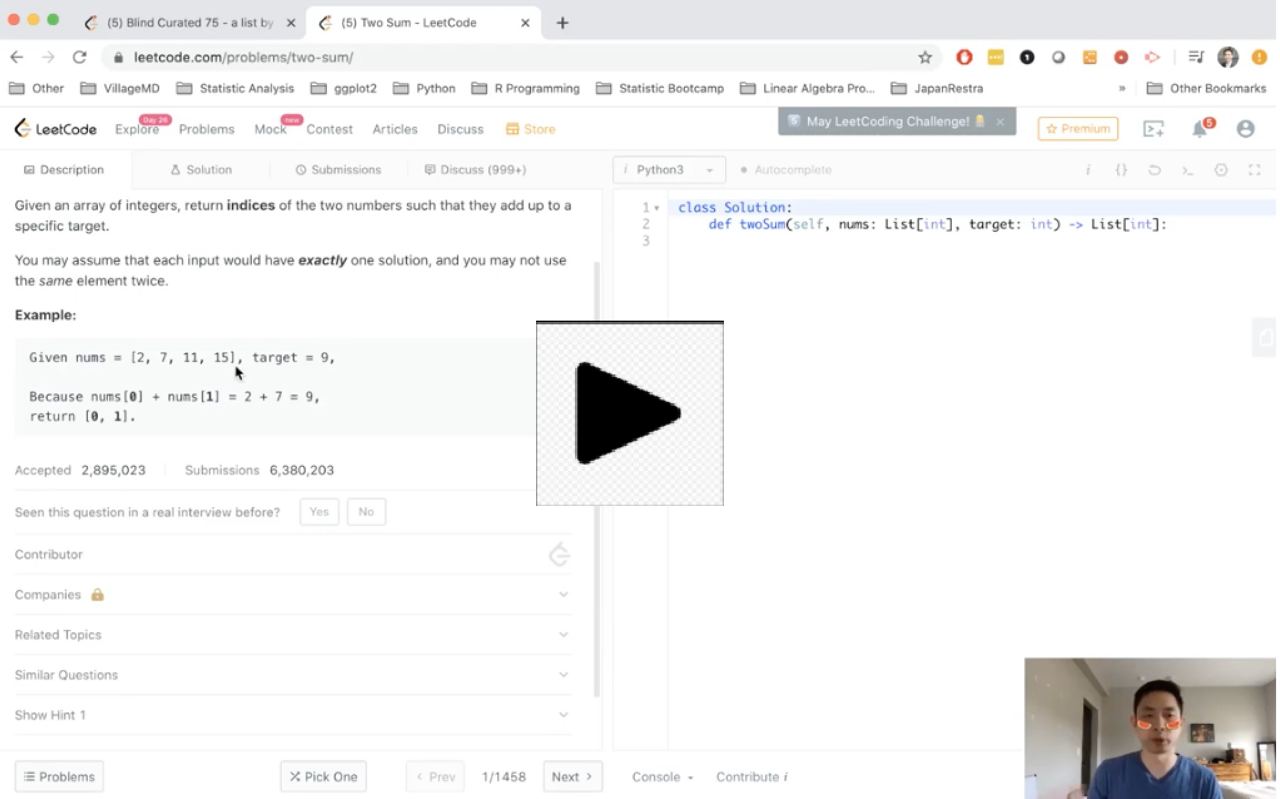 (5) Blind Curated 75 - a list by
(5) Two Sum - LeetCode
leetcode.com/problems/two-sum/
Other
VillageMD
Statistic Analysis
ggplot2
Python
R Programming
Statistic Bootcamp
Linear Algebra Pro...
JapanRestra
»
Other Bookmarks
LeetCode
Explore
Day 26
Problems
Mock
new
Contest
Articles
Discuss
Store
May LeetCoding Challenge!
Premium
5
Description
Solution
Submissions
Discuss (999+)
i Python3
Autocomplete
i
{}
Given an array of integers, return indices of the two numbers such that they add up to a
specific target.
You may assume that each input would have exactly one solution, and you may not use
the same element twice.
Example:
Given nums = [2, 7, 11, 15], target = 9,
Because nums[0] + nums[1] = 2 + 7 = 9,
return [0, 1].
Accepted 2,895,023
Submissions 6,380,203
Seen this question in a real interview before?
Yes
No
Contributor
Companies
Related Topics
Similar Questions
Show Hint 1
1 class Solution:
2 def twoSum(self, nums: List[int], target: int) -> List[int]:
3
Problems
Pick One
Prev
1/1458
Next
Console
Contribute i